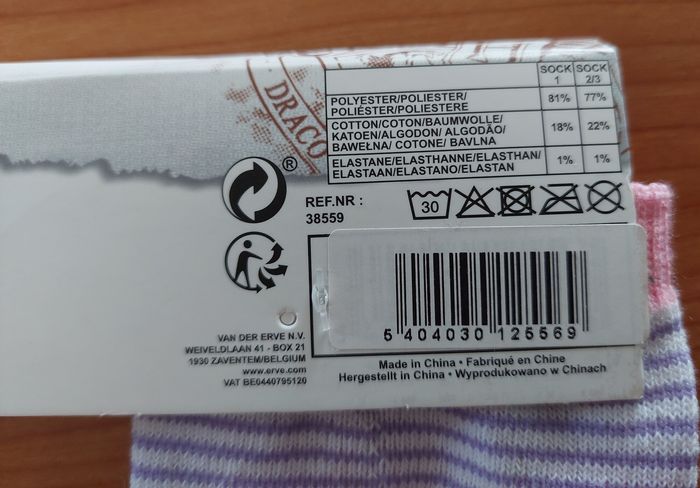 DRACO
SOCK 1 SOCK 2/3
POLYESTER/POLIESTER/ 81% 77%
POLIÉSTER/POLIESTERE
COTTON/COTON/BAUMWOLLE/ 18% 22%
KATOEN/ALGODON/ ALGODÃO/
BAWEŁNA/ COTONE/ BAVLNA
ELASTANE/ELASTHANNE/ELASTHAN/ 1% 1%
ELASTAAN/ELASTANO/ELASTAN
®
REF.NR :
38559
30
5 404030 125569
VAN DER ERVE N.V.
WEIVELDLAAN 41 - BOX 21
1930 ZAVENTEM/BELGIUM
www.erve.com
VAT BE0440795120
Made in China • Fabriqué en Chine
Hergestellt in China • Wyprodukowano w Chinach